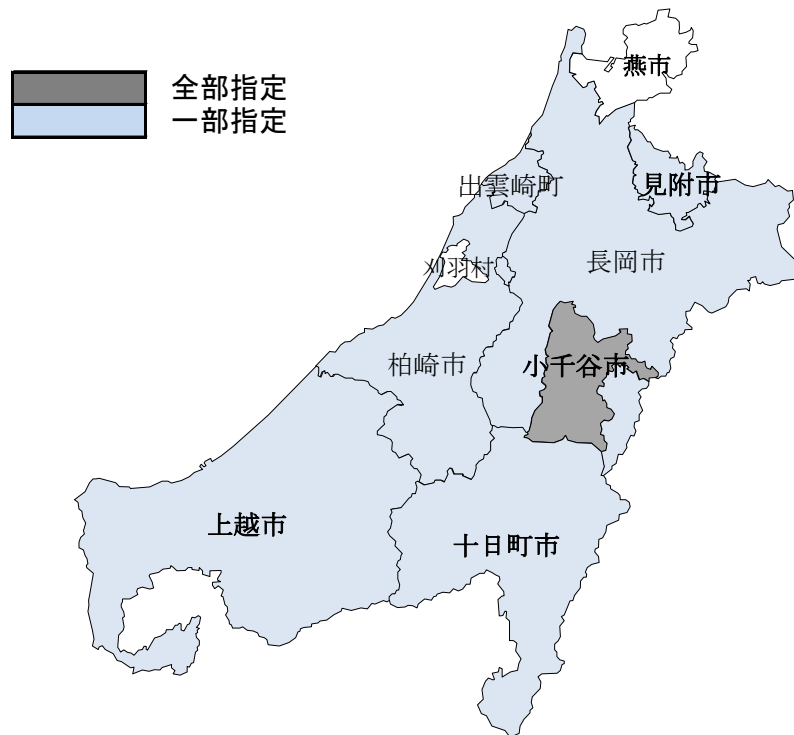 燕市
全部指定
一部指定
出雲崎町
見附市
刈羽村
長岡市
柏崎市
小千谷市
上越市
十日町市